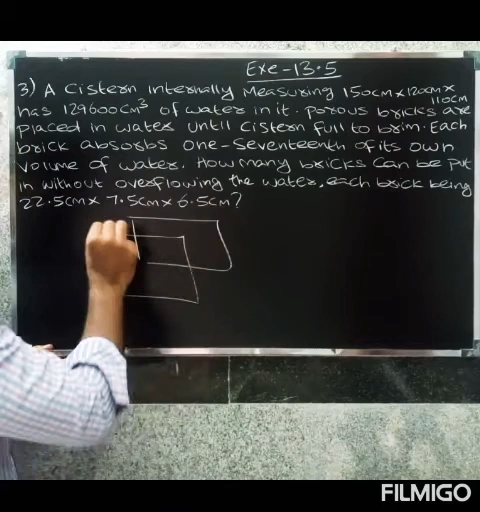 Exe-13.5
3) A Cistern internally Measuring 150cm x 120cm x
110cm
has 129600cm³ of water in it. porous bricks are
placed in water until Cistern full to brim. Each
brick absorbs one-Seventeenth of its own
volume of water. How many bricks can be put
in without overflowing the water, each brick being
22.5cm x 7.5cm x 6.5cm?
FILMIGO